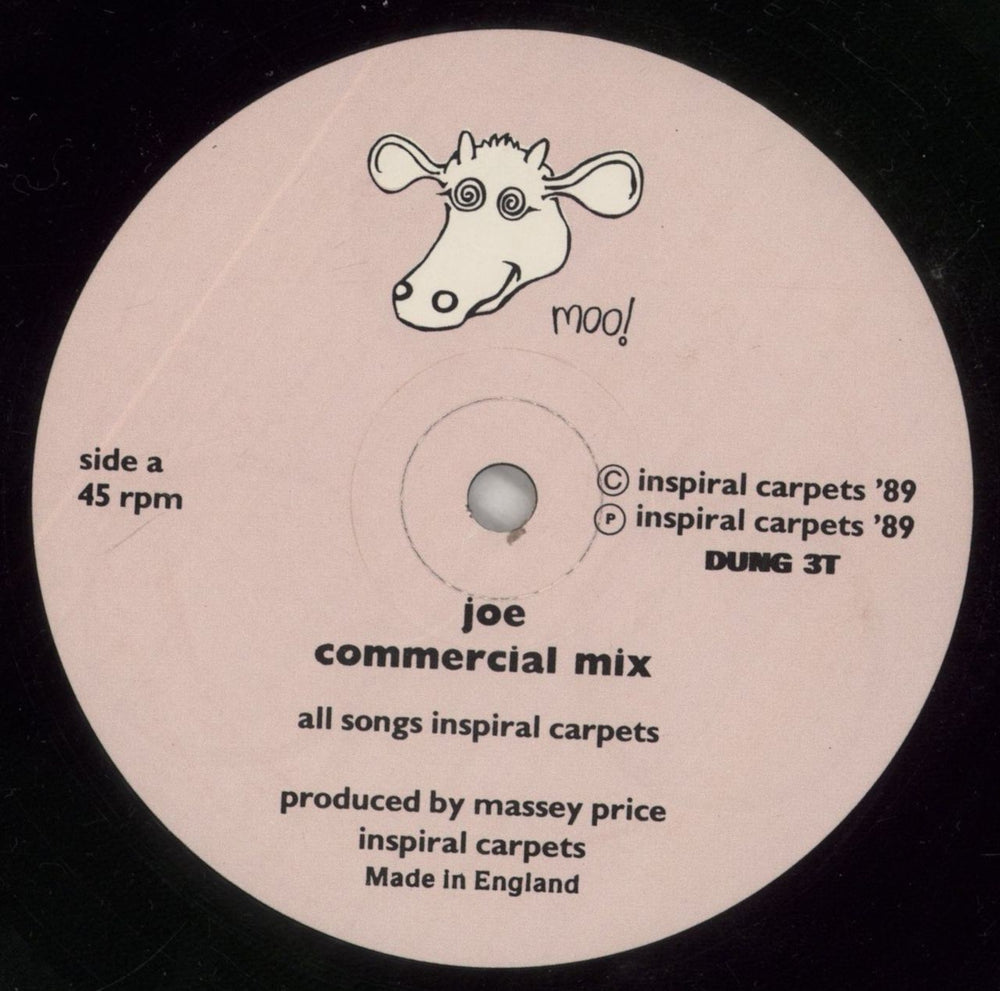 moo!
side a
45 rpm
© inspiral carpets '89
℗ inspiral carpets '89
DUNG 3T
joe
commercial mix
all songs inspiral carpets
produced by massey price
inspiral carpets
Made in England